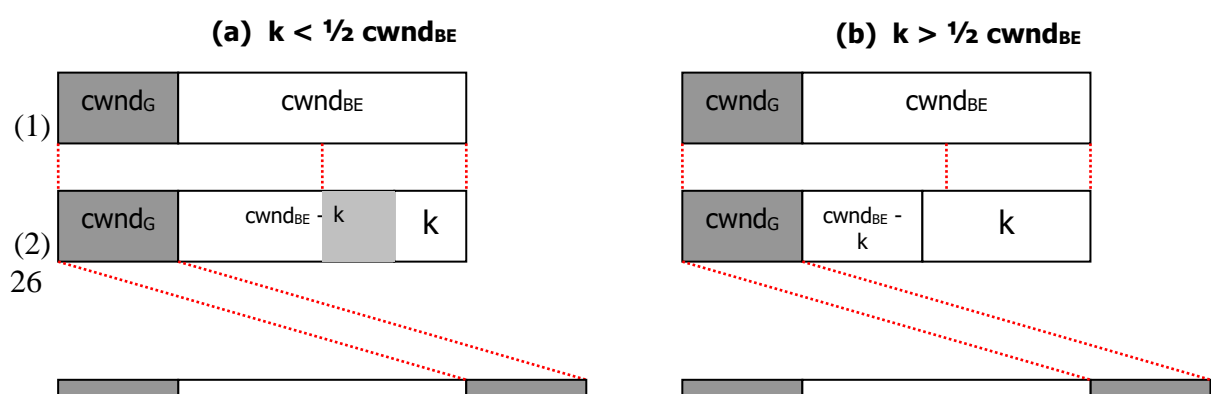 (a) k < ½ cwndBE
(b) k > ½ cwndBE
(1)
cwndG
cwndBE
cwndG
cwndBE
(2)
cwndG
cwndBE - k
k
cwndG
cwndBE -
k
k
26